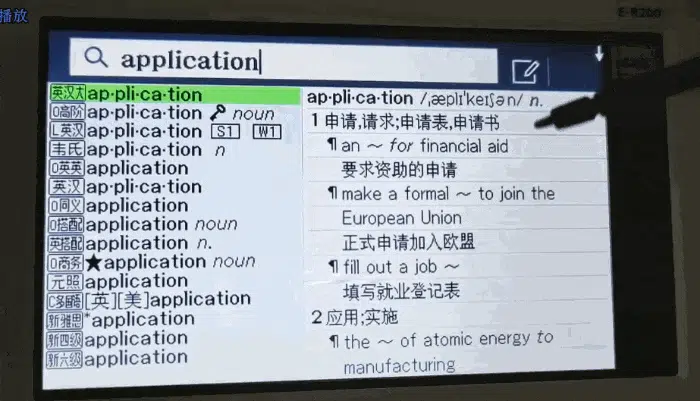 播放
E-R200
application
英汉大 ap·pli·ca·tion
O高阶 ap·pli·ca·tion noun
L英汉 ap·pli·ca·tion S1 W1
韦氏 ap·pli·ca·tion n
O英英 application
英汉 ap·pli·ca·tion
O同义 application
O搭配 application noun
英搭配 application n.
O商务 ★application noun
元照 application
[英][美]application
新雅思 *application
新四级 application
新六级 application
ap·pli·ca·tion /ˌæplɪˈkeɪʃən/ n.
1 申请,请求;申请表,申请书
¶ an ~ for financial aid
要求资助的申请
¶ make a formal ~ to join the
European Union
正式申请加入欧盟
¶ fill out a job ~
填写就业登记表
2 应用;实施
¶ the ~ of atomic energy to
manufacturing